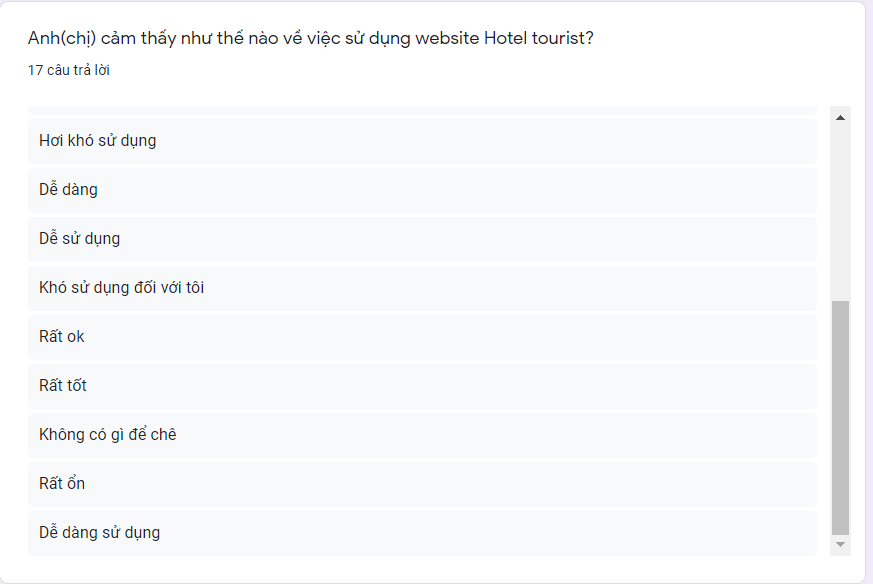 Anh(chị) cảm thấy như thế nào về việc sử dụng website Hotel tourist?
17 câu trả lời
Hơi khó sử dụng
Dễ dàng
Dễ sử dụng
Khó sử dụng đối với tôi
Rất ok
Rất tốt
Không có gì để chê
Rất ổn
Dễ dàng sử dụng